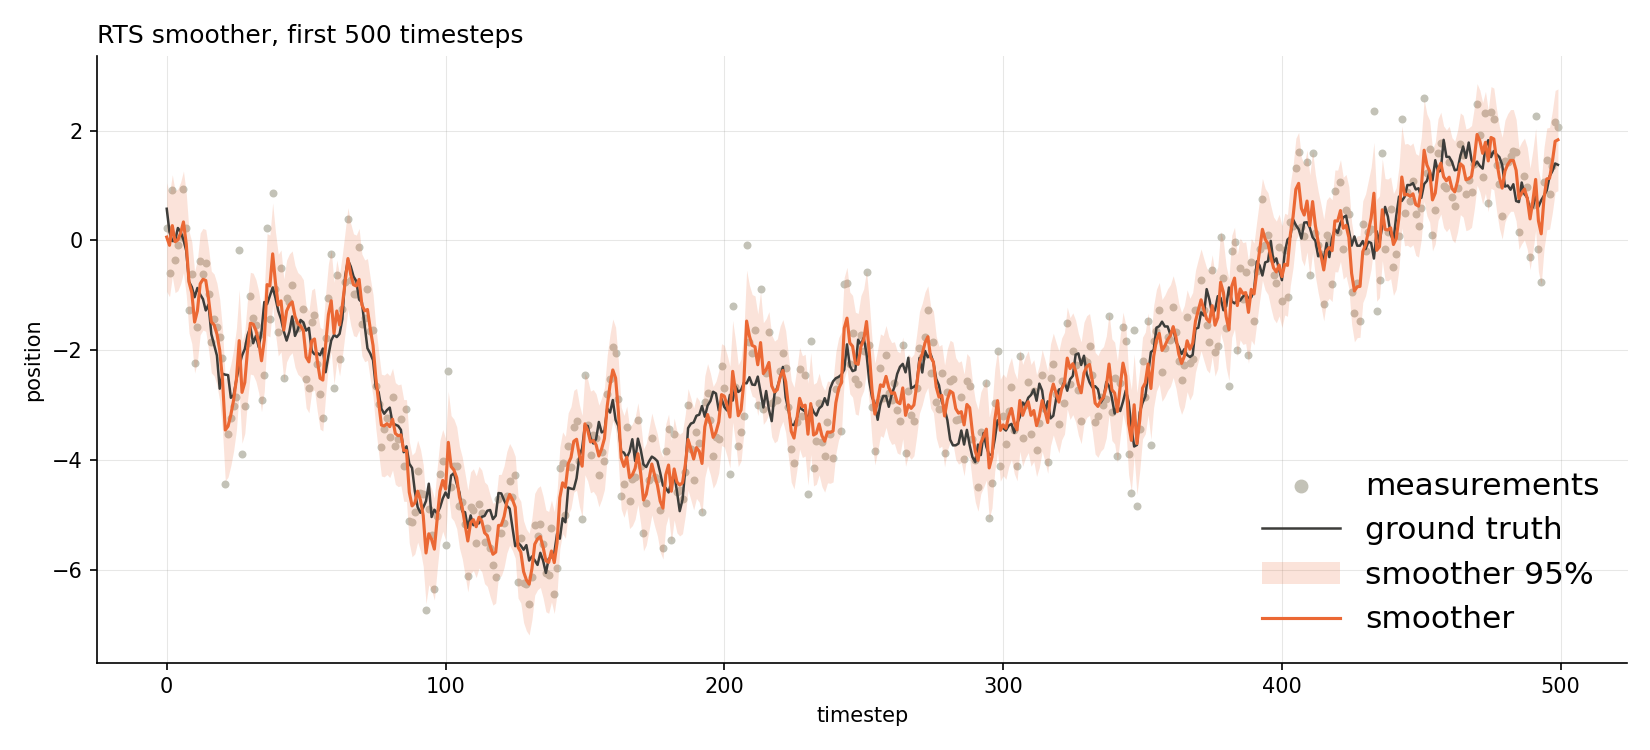 RTS smoother, first 500 timesteps
position
2
0
−2
−4
−6
measurements
ground truth
smoother 95%
smoother
0 100 200 300 400 500
timestep